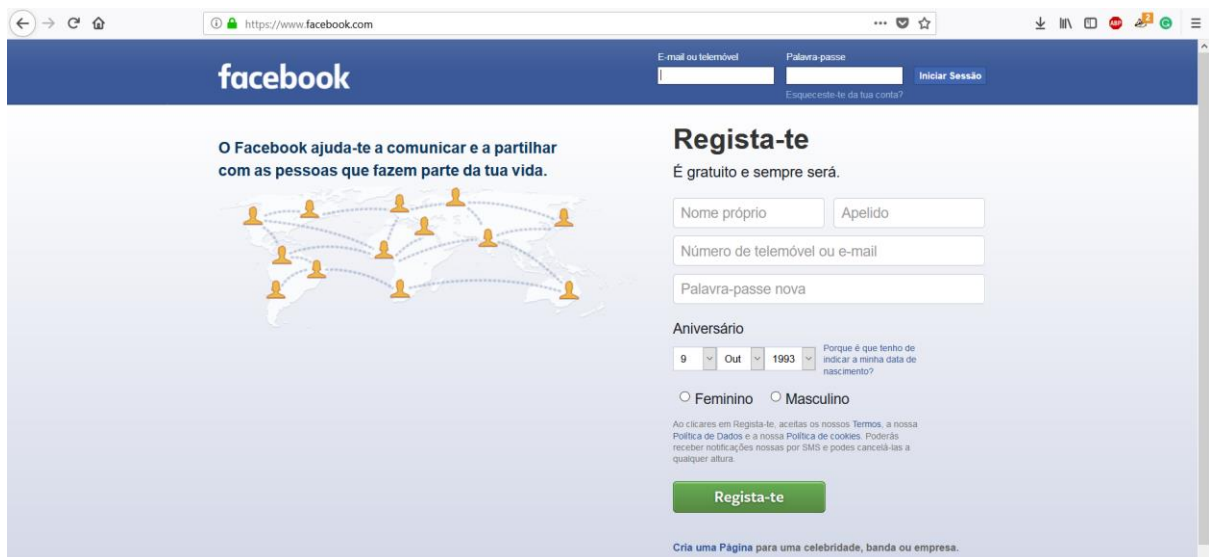 https://www.facebook.com
ABP
2
facebook
E-mail ou telemóvel
Palavra-passe
Iniciar Sessão
Esqueceste-te da tua conta?
O Facebook ajuda-te a comunicar e a partilhar
com as pessoas que fazem parte da tua vida.
Regista-te
É gratuito e sempre será.
Nome próprio
Apelido
Número de telemóvel ou e-mail
Palavra-passe nova
Aniversário
9 Out 1993
Porque é que tenho de
indicar a minha data de
nascimento?
Feminino Masculino
Ao clicares em Regista-te, aceitas os nossos Termos, a nossa
Política de Dados e a nossa Política de cookies. Poderás
receber notificações nossas por SMS e podes cancelá-las a
qualquer altura.
Regista-te
Cria uma Página para uma celebridade, banda ou empresa.